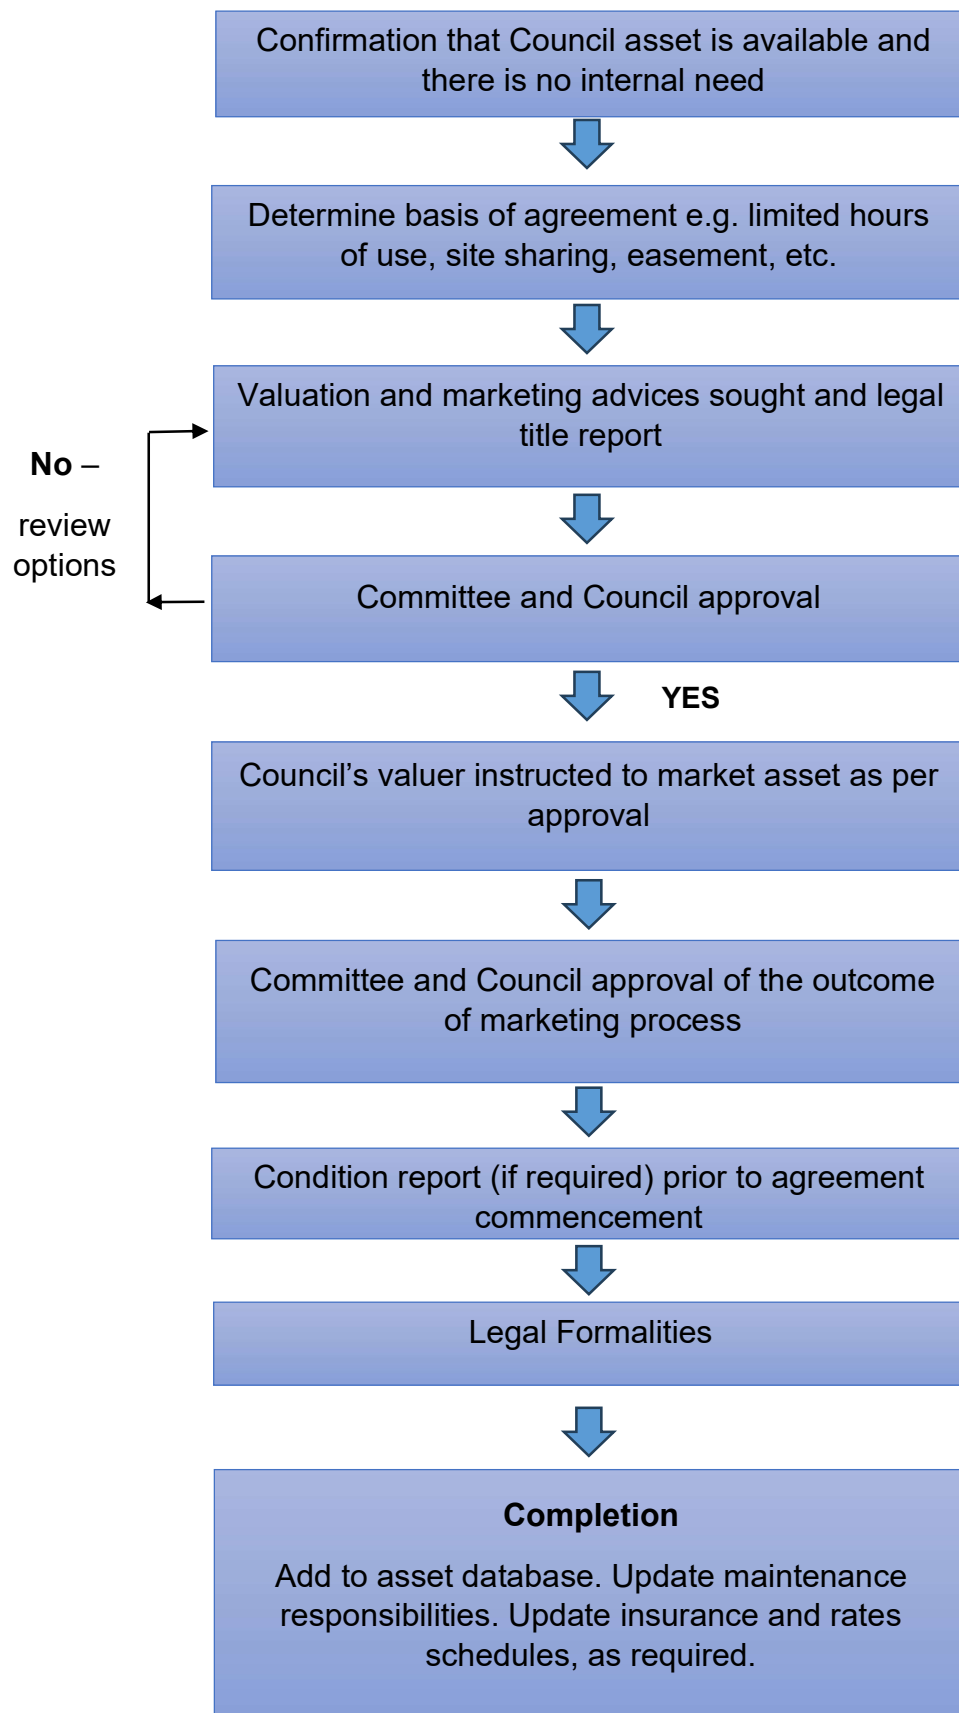 Confirmation that Council asset is available and
there is no internal need
Determine basis of agreement e.g. limited hours
of use, site sharing, easement, etc.
Valuation and marketing advices sought and legal
title report
No –
review
options
Committee and Council approval
YES
Council’s valuer instructed to market asset as per
approval
Committee and Council approval of the outcome
of marketing process
Condition report (if required) prior to agreement
commencement
Legal Formalities
Completion
Add to asset database. Update maintenance
responsibilities. Update insurance and rates
schedules, as required.